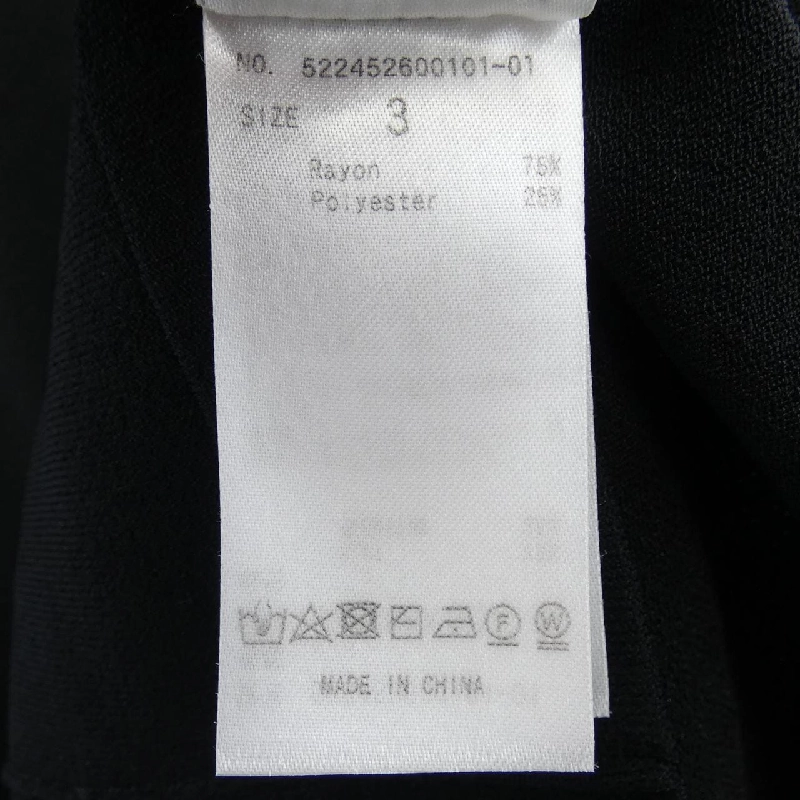 NO. 522452600101-01
SIZE 3
Rayon 75%
Polyester 25%
F W
MADE IN CHINA